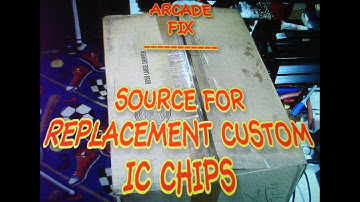 ARCADE
FIX
------------
SOURCE FOR
REPLACEMENT CUSTOM
IC CHIPS